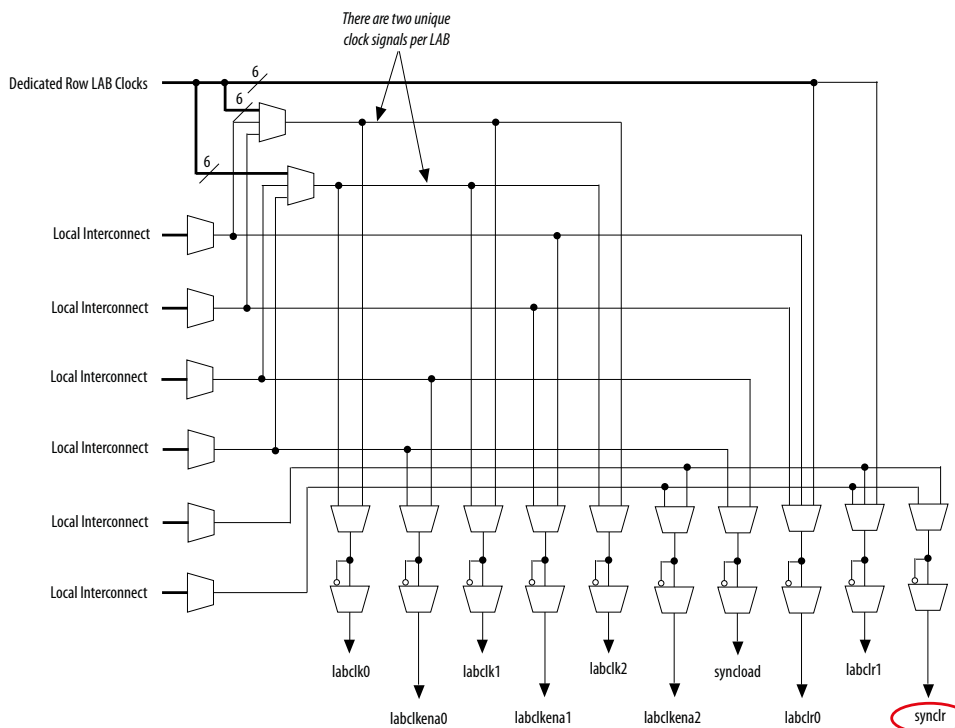 There are two unique
clock signals per LAB
Dedicated Row LAB Clocks
6
6
6
Local Interconnect
Local Interconnect
Local Interconnect
Local Interconnect
Local Interconnect
Local Interconnect
labclk0
labclk1
labclk2
syncload
labclr1
labclkena0
labclkena1
labclkena2
labclr0
synclr